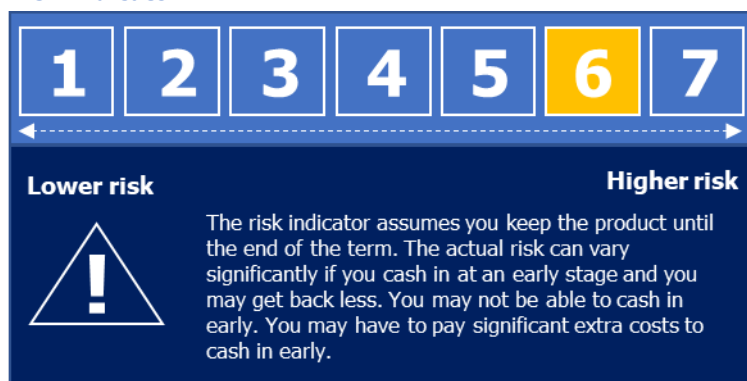 1 2 3 4 5 6 7
Lower risk
Higher risk
!
The risk indicator assumes you keep the product until
the end of the term. The actual risk can vary
significantly if you cash in at an early stage and you
may get back less. You may not be able to cash in
early. You may have to pay significant extra costs to
cash in early.